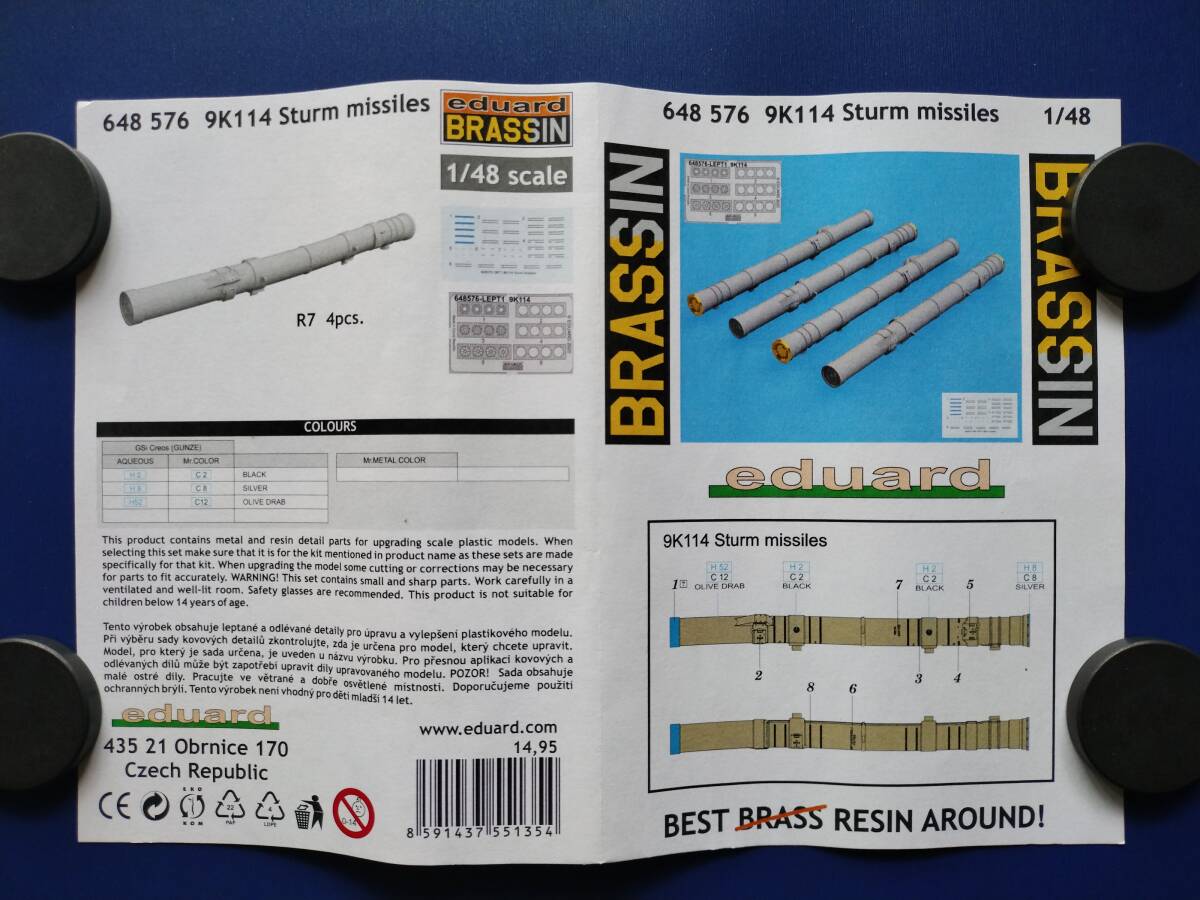 648 576 9K114 Sturm missiles
eduard
BRASSIN
1/48 scale
R7 4pcs.
648576-LEPT1 9K114
COLOURS
GSi Creos (GUNZE)
AQUEOUS Mr.COLOR
Mr.METAL COLOR
H 2 C 2 BLACK
H 8 C 8 SILVER
H52 C12 OLIVE DRAB
This product contains metal and resin detail parts for upgrading scale plastic models. When
selecting this set make sure that it is for the kit mentioned in product name as these sets are made
specifically for that kit. When upgrading the model some cutting or corrections may be necessary
for parts to fit accurately. WARNING! This set contains small and sharp parts. Work carefully in a
ventilated and well-lit room. Safety glasses are recommended. This product is not suitable for
children below 14 years of age.
Tento výrobek obsahuje leptané a odlévané detaily pro úpravu a vylepšení plastikového modelu.
Při výběru sady kovových detailů zkontrolujte, zda je určena pro model, který chcete upravit.
Model, pro který je sada určena, je uveden u názvu výrobku. Pro přesnou aplikaci kovových a
odlévaných dílů může být zapotřebí upravit díly upravovaného modelu. POZOR! Sada obsahuje
malé ostré díly. Pracujte ve větrané a dobře osvětlené místnosti. Doporučujeme použití
ochranných brýlí. Tento výrobek není vhodný pro děti mladší 14 let.
eduard
435 21 Obrnice 170
Czech Republic
www.eduard.com
14,95
CE
EKO
KOM
22
PAP
4
LDPE
0-14
8 591437 551354
648 576 9K114 Sturm missiles 1/48
BRASSIN
648576-LEPT1 9K114
BRASSIN
eduard
9K114 Sturm missiles
1
H 52
C 12
OLIVE DRAB
H 2
C 2
BLACK
7
H 2
C 2
BLACK
5
H 8
C 8
SILVER
2
3
4
8
6
BEST BRASS RESIN AROUND!